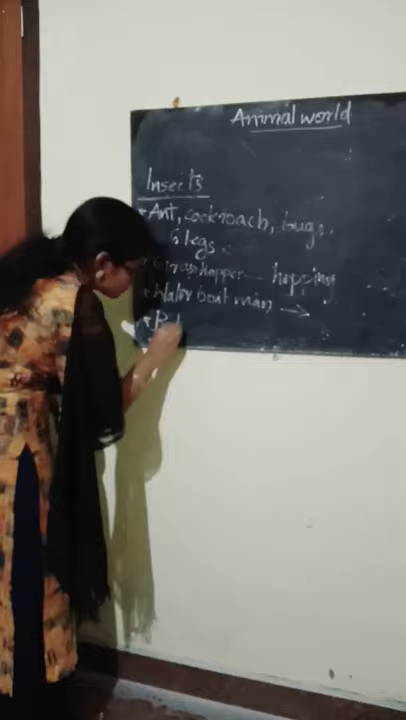 Animal world
Insects
* Ant, cockroach, bugs.
6 legs.
* Grasshopper — hopping
* Water boat man →
*